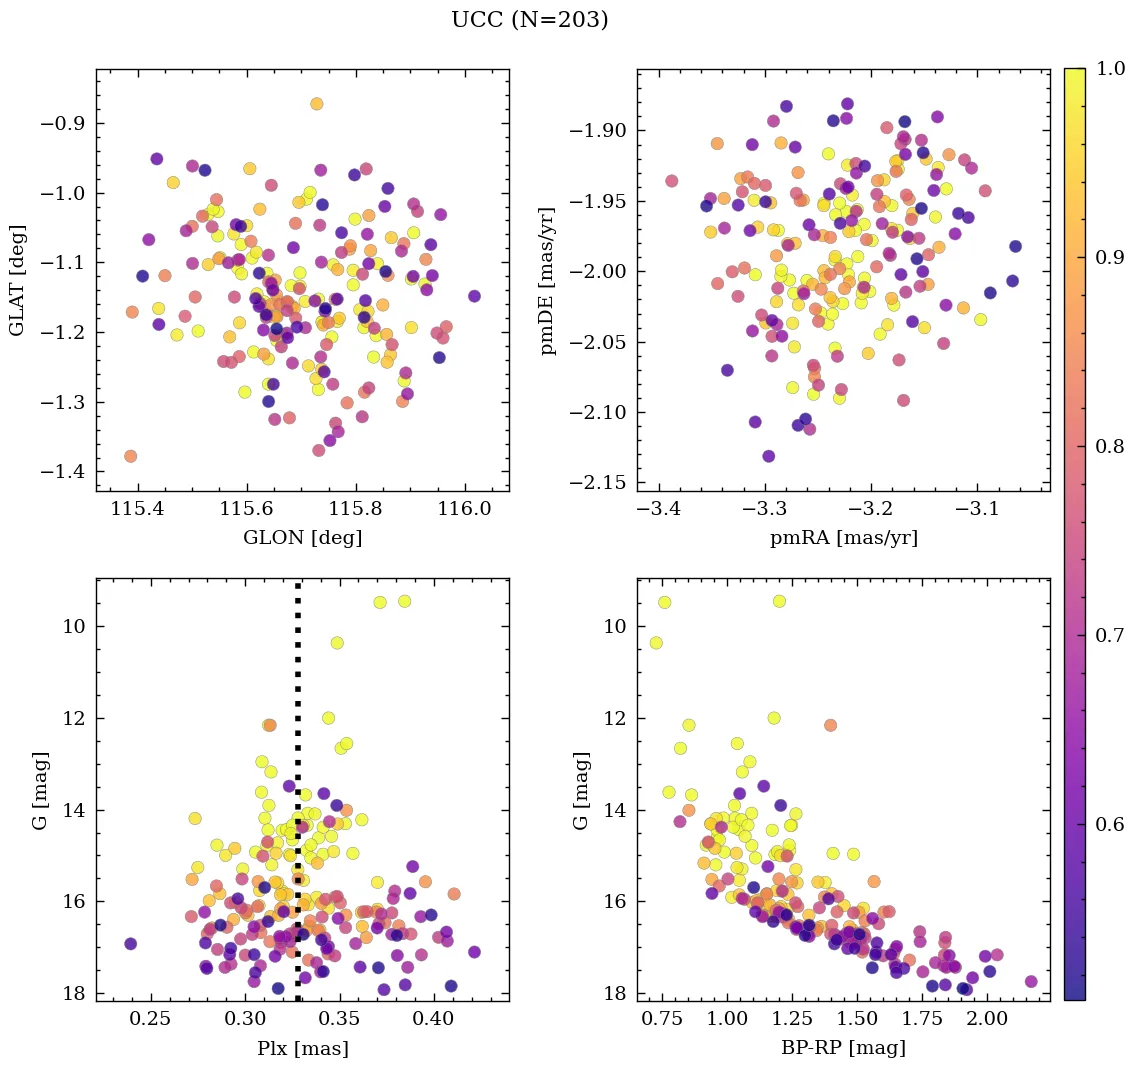 UCC (N=203)
−0.9
−1.0
−1.1
−1.2
−1.3
−1.4
GLAT [deg]
115.4 115.6 115.8 116.0
GLON [deg]
−1.90
−1.95
−2.00
−2.05
−2.10
−2.15
pmDE [mas/yr]
−3.4 −3.3 −3.2 −3.1
pmRA [mas/yr]
10
12
14
16
18
G [mag]
0.25 0.30 0.35 0.40
Plx [mas]
10
12
14
16
18
G [mag]
0.75 1.00 1.25 1.50 1.75 2.00
BP-RP [mag]
1.0
0.9
0.8
0.7
0.6